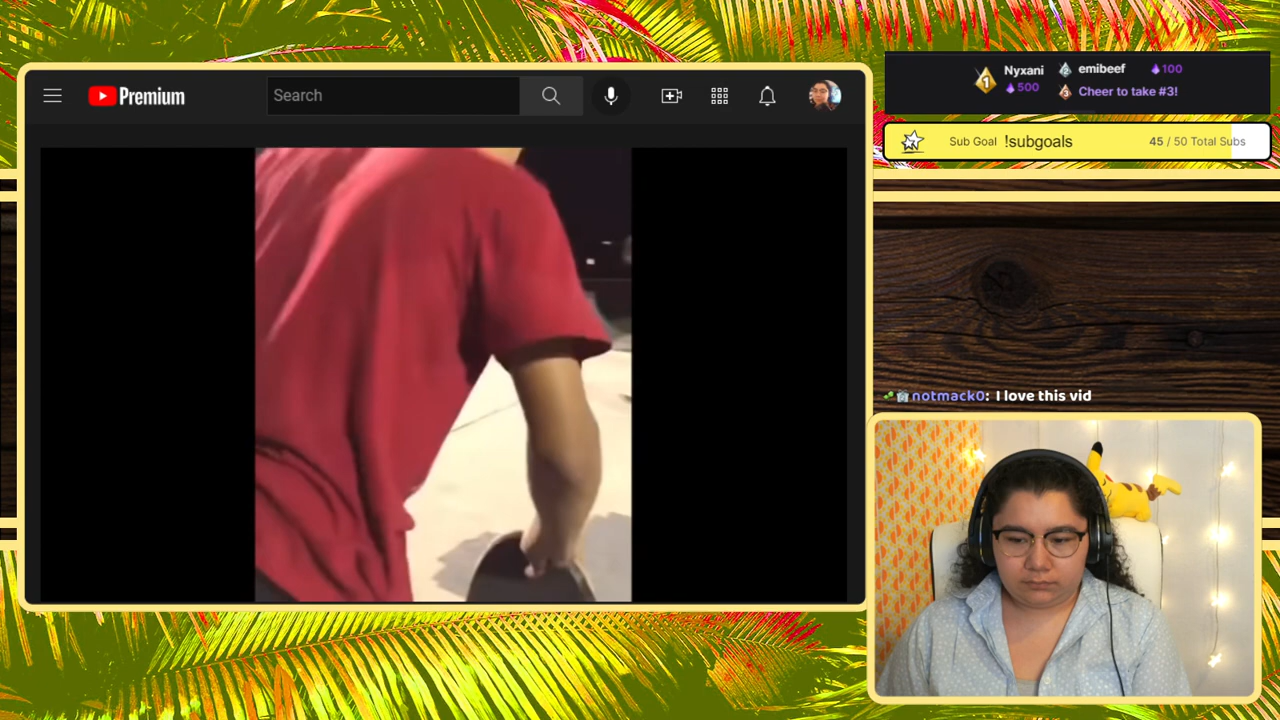 Premium
Search
Nyxani
500
emibeef
100
Cheer to take #3!
Sub Goal !subgoals
45 / 50 Total Subs
notmack0: I love this vid